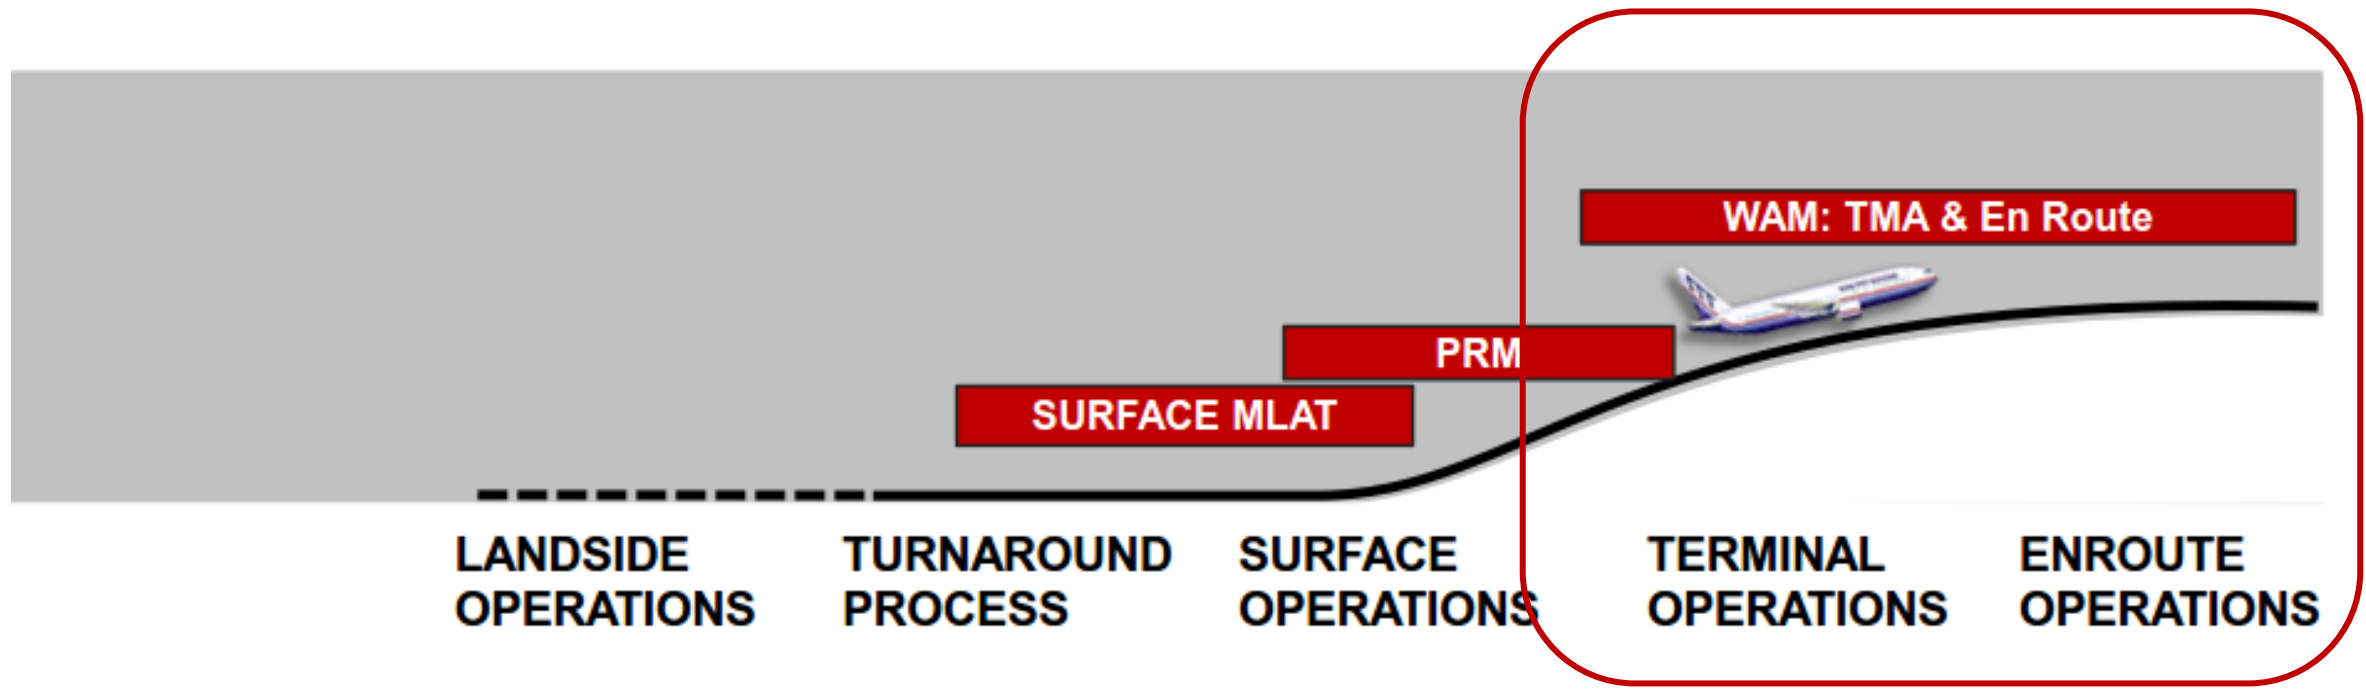 WAM: TMA & En Route
PRM
SURFACE MLAT
LANDSIDE
OPERATIONS
TURNAROUND
PROCESS
SURFACE
OPERATIONS
TERMINAL
OPERATIONS
ENROUTE
OPERATIONS